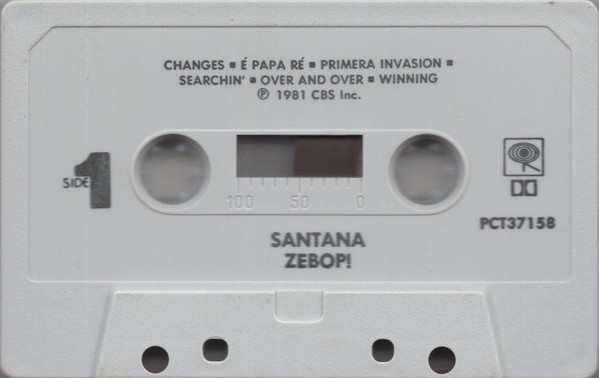 CHANGES ■ É PAPA RÉ ■ PRIMERA INVASION ■
SEARCHIN' ■ OVER AND OVER ■ WINNING
℗ 1981 CBS Inc.
SIDE 1
100 50 0
PCT37158
SANTANA
ZEBOP!